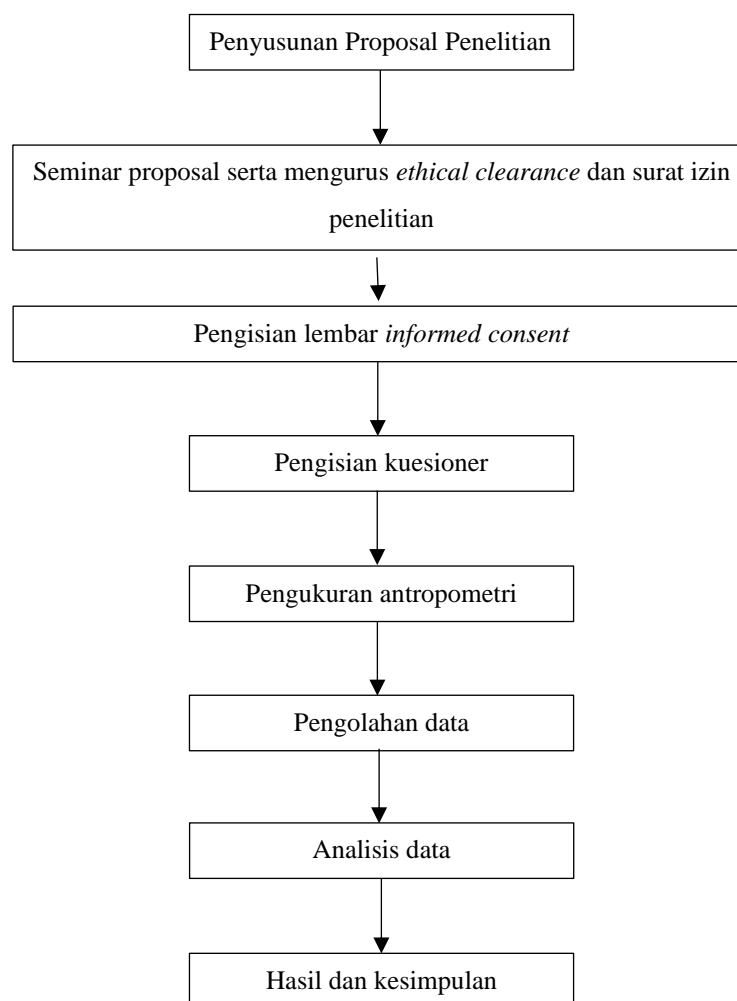 Penyusunan Proposal Penelitian
Seminar proposal serta mengurus ethical clearance dan surat izin
penelitian
Pengisian lembar informed consent
Pengisian kuesioner
Pengukuran antropometri
Pengolahan data
Analisis data
Hasil dan kesimpulan